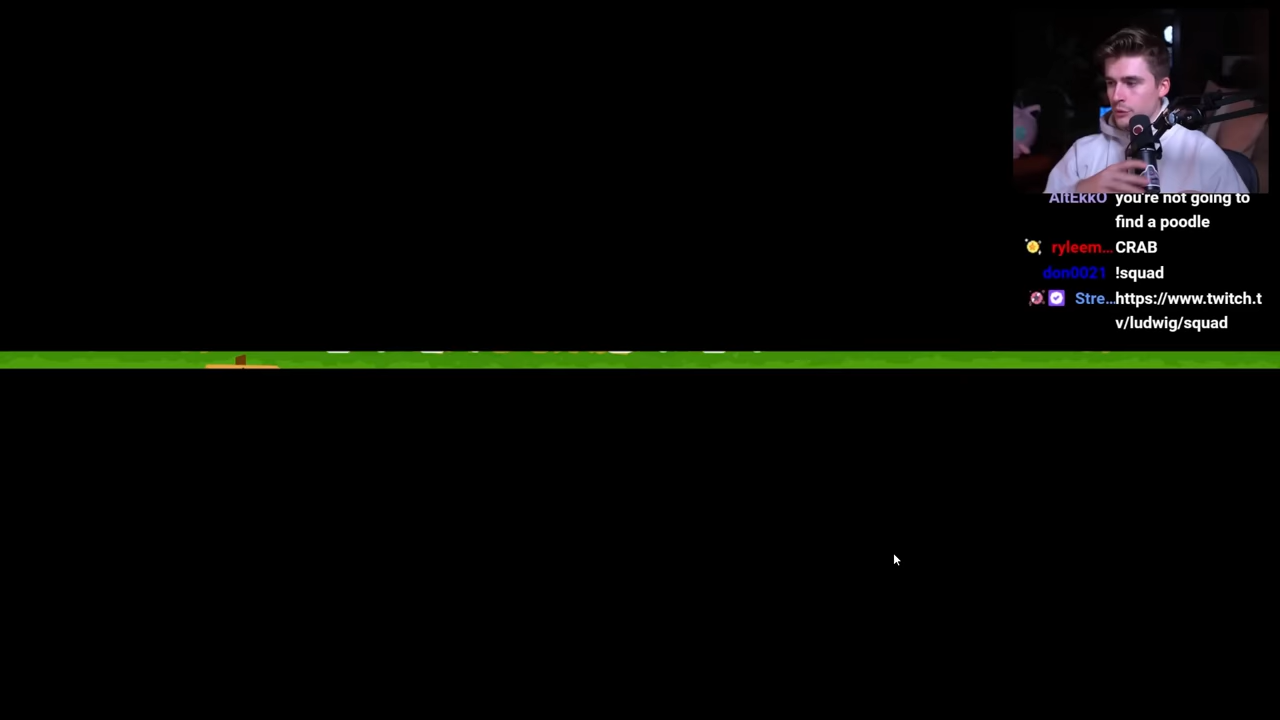 AltEkkO you're not going to
find a poodle
ryleem... CRAB
don0021 !squad
Stre... https://www.twitch.t
v/ludwig/squad